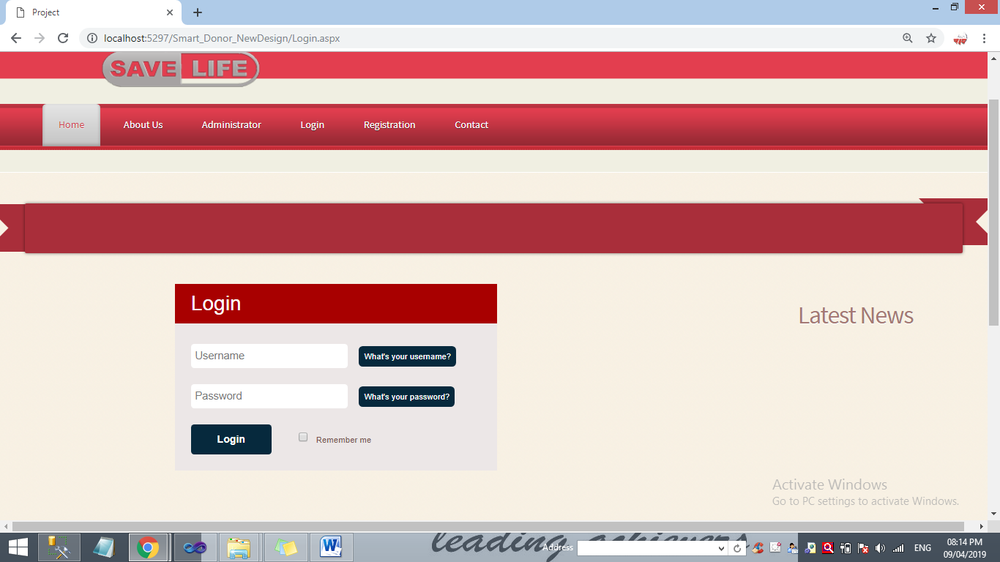 Project
localhost:5297/Smart_Donor_NewDesign/Login.aspx
SAVE LIFE
Home About Us Administrator Login Registration Contact
Login
Latest News
Username What's your username?
Password What's your password?
Login Remember me
Activate Windows
Go to PC settings to activate Windows.
leading achievers
Address
ENG
08:14 PM
09/04/2019